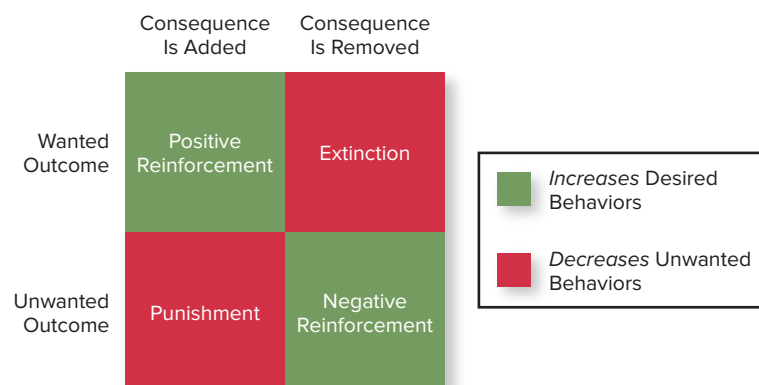 Consequence
Is Added
Consequence
Is Removed
Wanted
Outcome
Positive
Reinforcement
Extinction
Unwanted
Outcome
Punishment
Negative
Reinforcement
Increases Desired
Behaviors
Decreases Unwanted
Behaviors